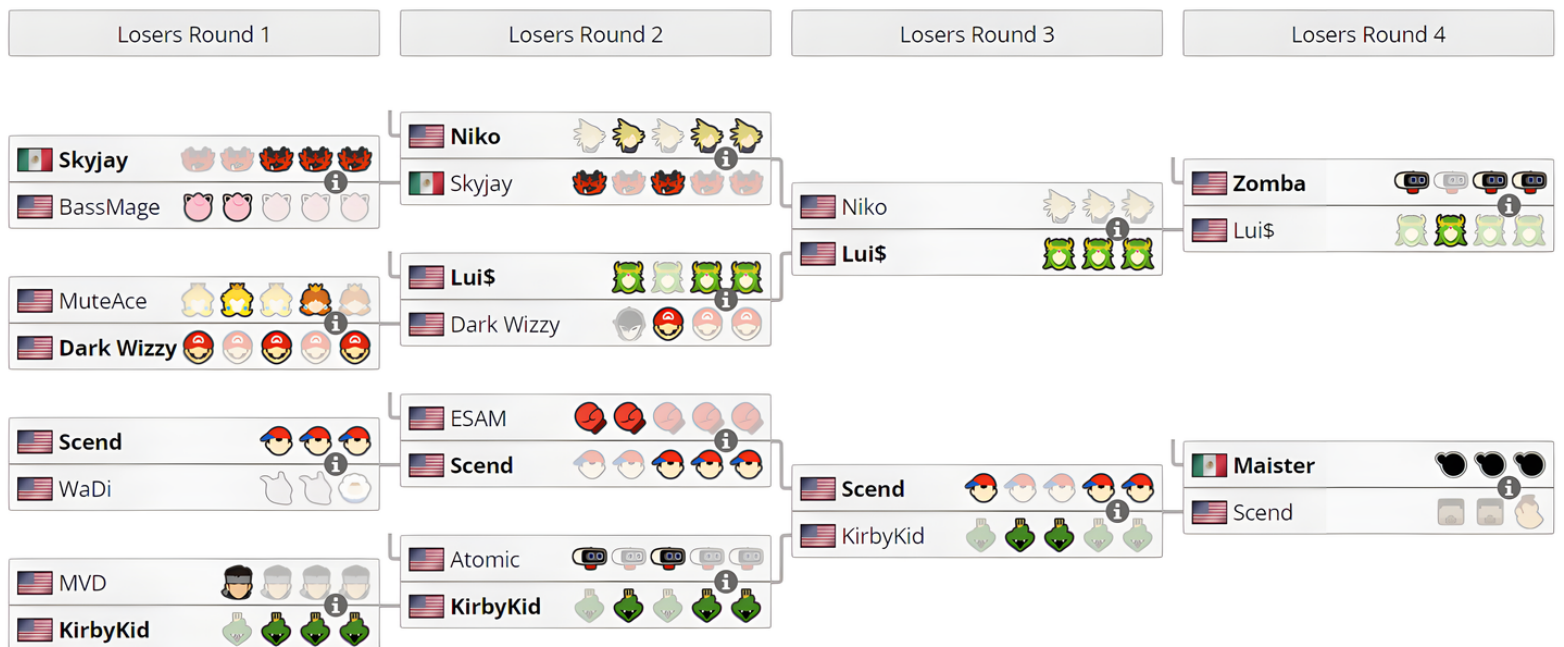 Losers Round 1
Losers Round 2
Losers Round 3
Losers Round 4
Skyjay
BassMage
MuteAce
Dark Wizzy
Scend
WaDi
MVD
KirbyKid
Niko
Skyjay
Lui$
Dark Wizzy
ESAM
Scend
Atomic
KirbyKid
Niko
Lui$
Scend
KirbyKid
Zomba
Lui$
Maister
Scend